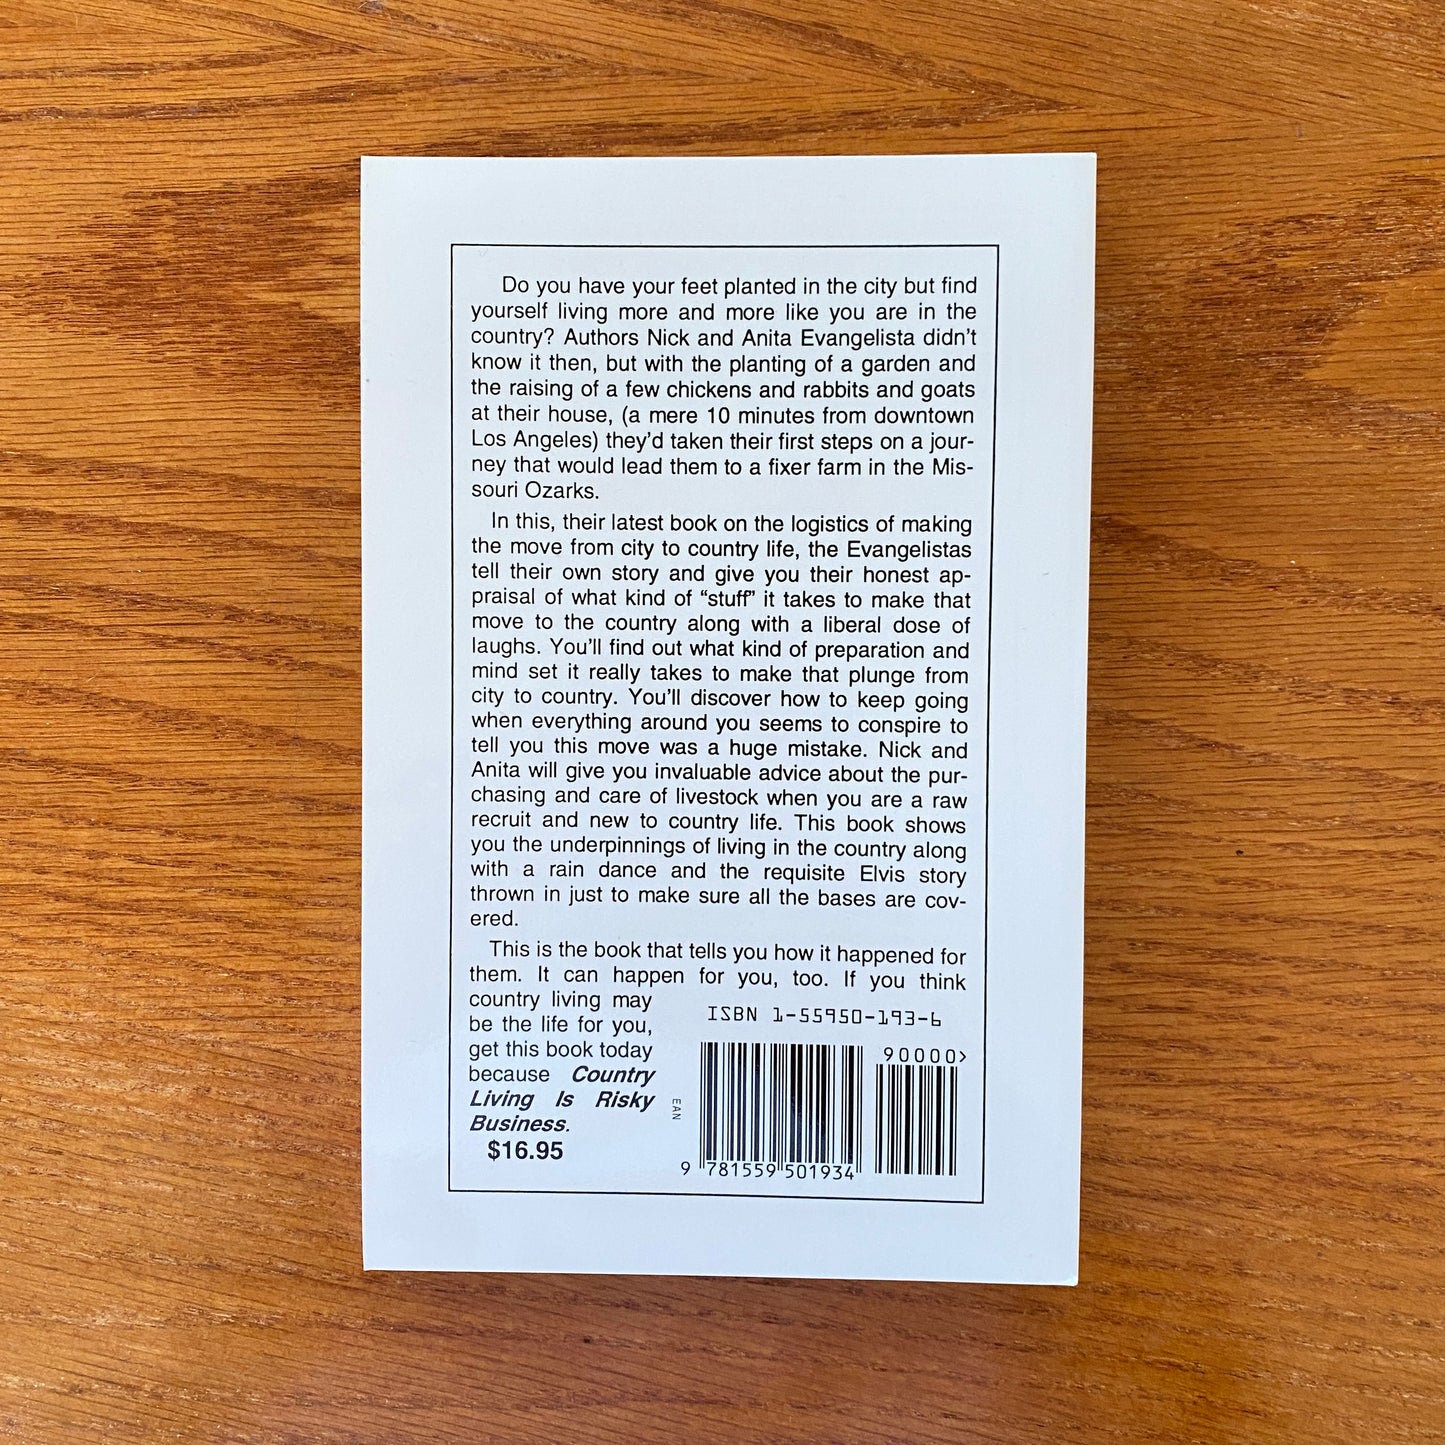 Do you have your feet planted in the city but find
yourself living more and more like you are in the
country? Authors Nick and Anita Evangelista didn't
know it then, but with the planting of a garden and
the raising of a few chickens and rabbits and goats
at their house, (a mere 10 minutes from downtown
Los Angeles) they'd taken their first steps on a jour-
ney that would lead them to a fixer farm in the Mis-
souri Ozarks.
In this, their latest book on the logistics of making
the move from city to country life, the Evangelistas
tell their own story and give you their honest ap-
praisal of what kind of "stuff" it takes to make that
move to the country along with a liberal dose of
laughs. You'll find out what kind of preparation and
mind set it really takes to make that plunge from
city to country. You'll discover how to keep going
when everything around you seems to conspire to
tell you this move was a huge mistake. Nick and
Anita will give you invaluable advice about the pur-
chasing and care of livestock when you are a raw
recruit and new to country life. This book shows
you the underpinnings of living in the country along
with a rain dance and the requisite Elvis story
thrown in just to make sure all the bases are cov-
ered.
This is the book that tells you how it happened for
them. It can happen for you, too. If you think
country living may
be the life for you,
get this book today
because Country
Living Is Risky
Business.
$16.95
ISBN 1-55950-193-6
90000>
EAN
9 781559 501934